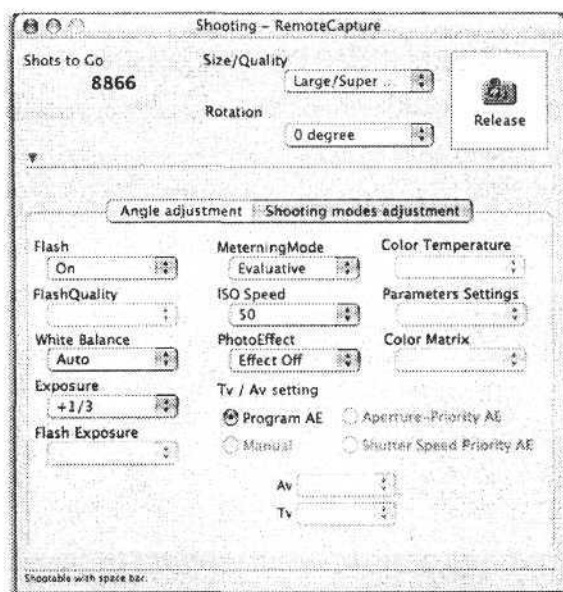 Shooting – RemoteCapture
Shots to Go
8866
Size/Quality
Large/Super ..
Rotation
0 degree
Release
Angle adjustment
Shooting modes adjustment
Flash
On
FlashQuality
White Balance
Auto
Exposure
+1/3
Flash Exposure
MeterningMode
Evaluative
ISO Speed
50
PhotoEffect
Effect Off
Color Temperature
Parameters Settings
Color Matrix
Tv / Av setting
Program AE
Aperture-Priority AE
Manual
Shutter Speed Priority AE
Av
Tv
Shootable with space bar.